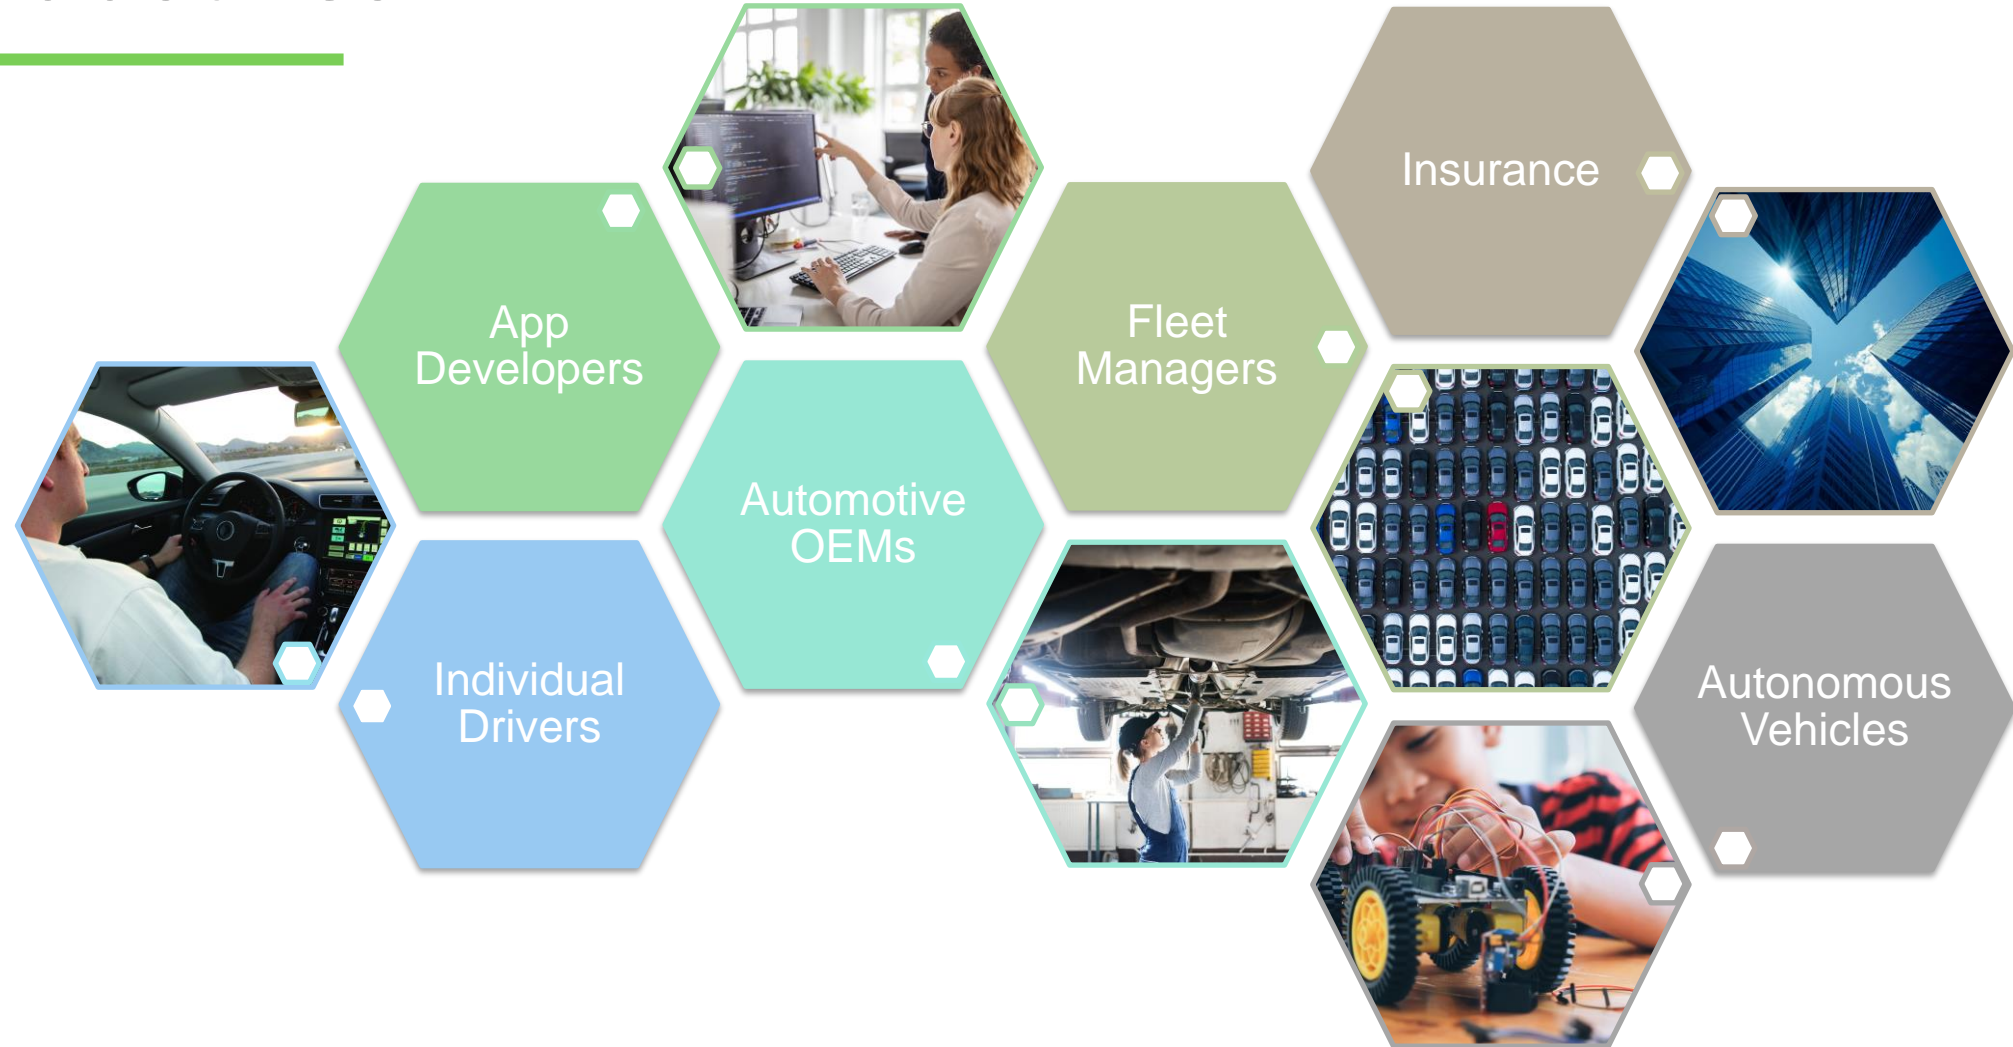 App
Developers
Individual
Drivers
Automotive
OEMs
Fleet
Managers
Insurance
Autonomous
Vehicles